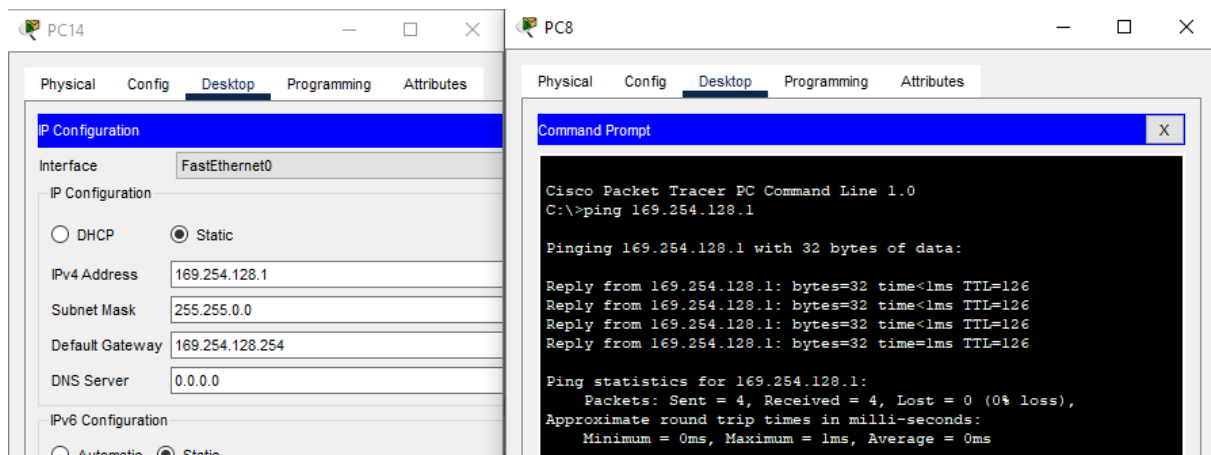 PC14
Physical Config Desktop Programming Attributes
IP Configuration
Interface FastEthernet0
IP Configuration
DHCP Static
IPv4 Address 169.254.128.1
Subnet Mask 255.255.0.0
Default Gateway 169.254.128.254
DNS Server 0.0.0.0
IPv6 Configuration
Automatic Static
PC8
Physical Config Desktop Programming Attributes
Command Prompt X
Cisco Packet Tracer PC Command Line 1.0
C:\>ping 169.254.128.1
Pinging 169.254.128.1 with 32 bytes of data:
Reply from 169.254.128.1: bytes=32 time<1ms TTL=126
Reply from 169.254.128.1: bytes=32 time<1ms TTL=126
Reply from 169.254.128.1: bytes=32 time<1ms TTL=126
Reply from 169.254.128.1: bytes=32 time=1ms TTL=126
Ping statistics for 169.254.128.1:
Packets: Sent = 4, Received = 4, Lost = 0 (0% loss),
Approximate round trip times in milli-seconds:
Minimum = 0ms, Maximum = 1ms, Average = 0ms